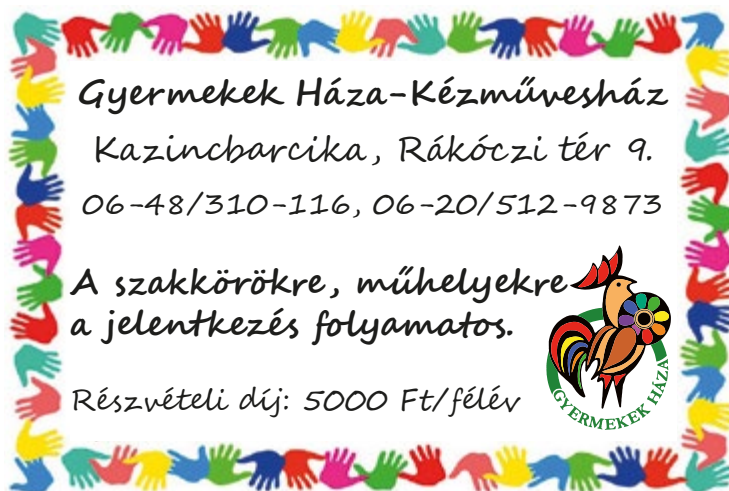 Gyermekek Háza-Kézművesház
Kazincbarcika, Rákóczi tér 9.
06-48/310-116, 06-20/512-9873
A szakkörökre, műhelyekre
a jelentkezés folyamatos.
Részvételi díj: 5000 Ft/félév
GYERMEKEK HÁZA